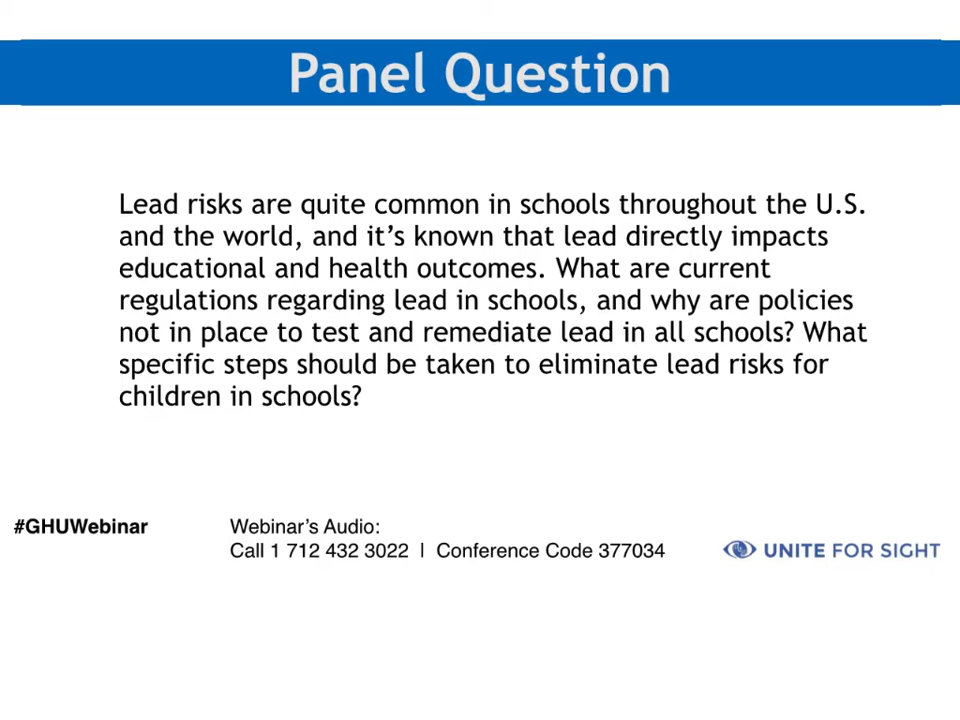 Panel Question
Lead risks are quite common in schools throughout the U.S.
and the world, and it's known that lead directly impacts
educational and health outcomes. What are current
regulations regarding lead in schools, and why are policies
not in place to test and remediate lead in all schools? What
specific steps should be taken to eliminate lead risks for
children in schools?
#GHUWebinar
Webinar's Audio:
Call 1 712 432 3022 | Conference Code 377034
UNITE FOR SIGHT